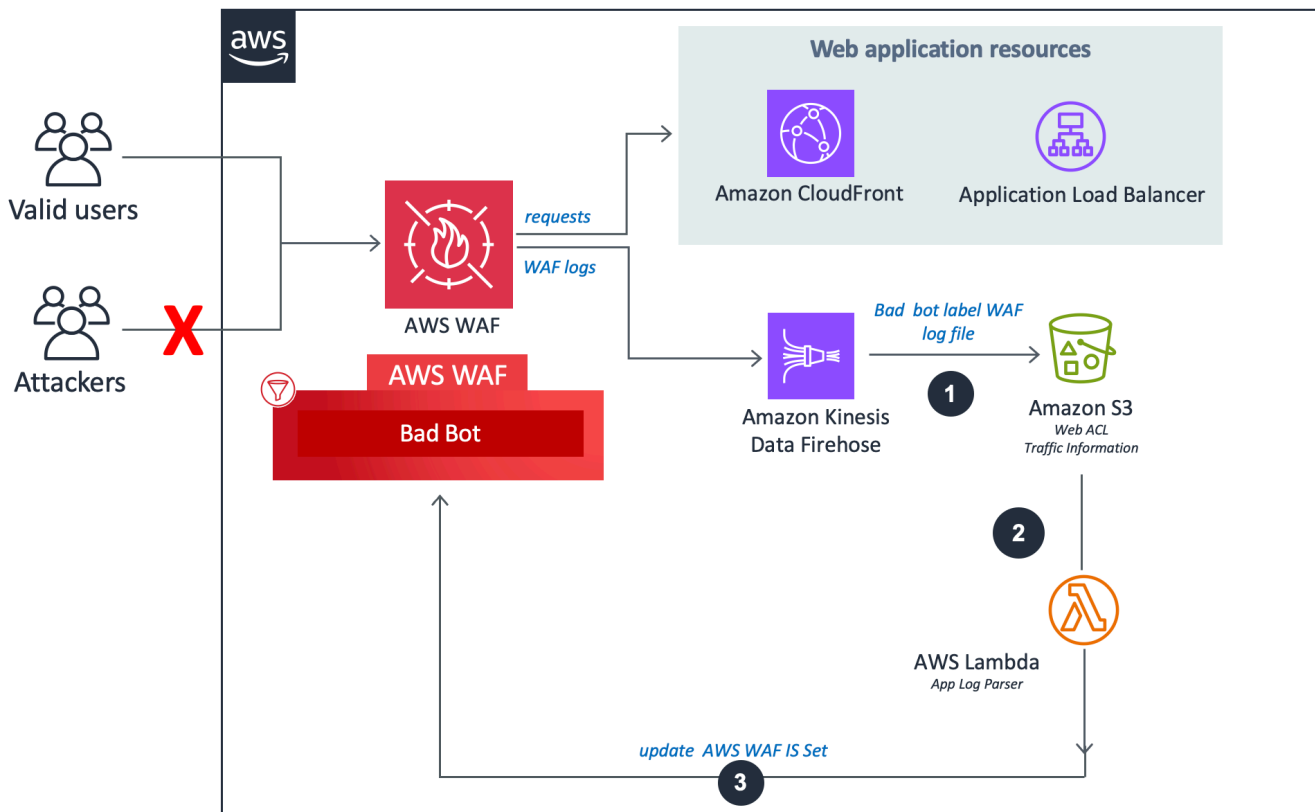 aws
Web application resources
Valid users
Amazon CloudFront
Application Load Balancer
requests
WAF logs
AWS WAF
Attackers
X
Bad bot label WAF
log file
1
AWS WAF
Bad Bot
Amazon Kinesis
Data Firehose
Amazon S3
Web ACL
Traffic Information
2
AWS Lambda
App Log Parser
update AWS WAF IS Set
3